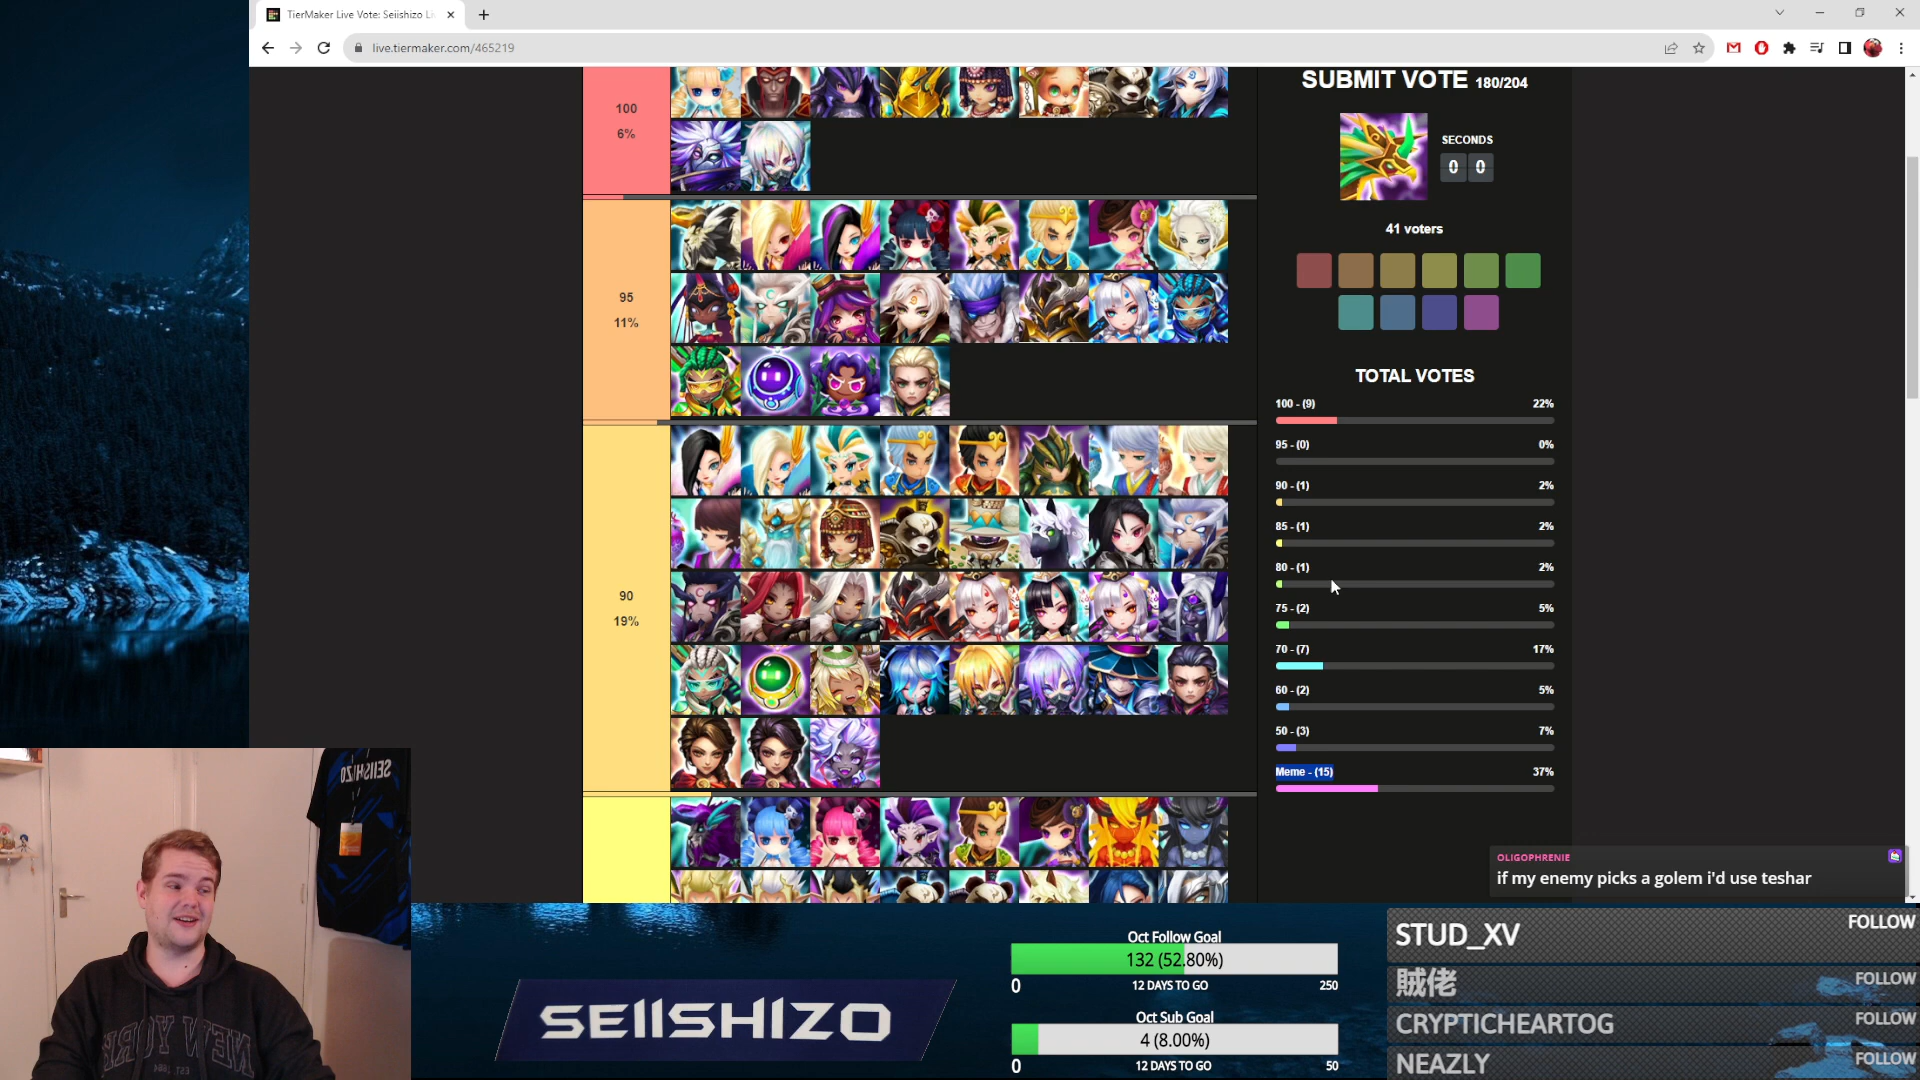 TierMaker Live Vote: Seiishizo Li
live.tiermaker.com/465219
100
6%
95
11%
90
19%
SUBMIT VOTE 180/204
SECONDS
0 0
41 voters
TOTAL VOTES
100 - (9) 22%
95 - (0) 0%
90 - (1) 2%
85 - (1) 2%
80 - (1) 2%
75 - (2) 5%
70 - (7) 17%
60 - (2) 5%
50 - (3) 7%
Meme - (15) 37%
OLIGOPHRENIE
if my enemy picks a golem i'd use teshar
SEIISHIZO
NEW YORK
SEIISHIZO
Oct Follow Goal
132 (52.80%)
0 12 DAYS TO GO 250
Oct Sub Goal
4 (8.00%)
0 12 DAYS TO GO 50
STUD_XV FOLLOW
賊佬 FOLLOW
CRYPTICHEARTOG FOLLOW
NEAZLY FOLLOW